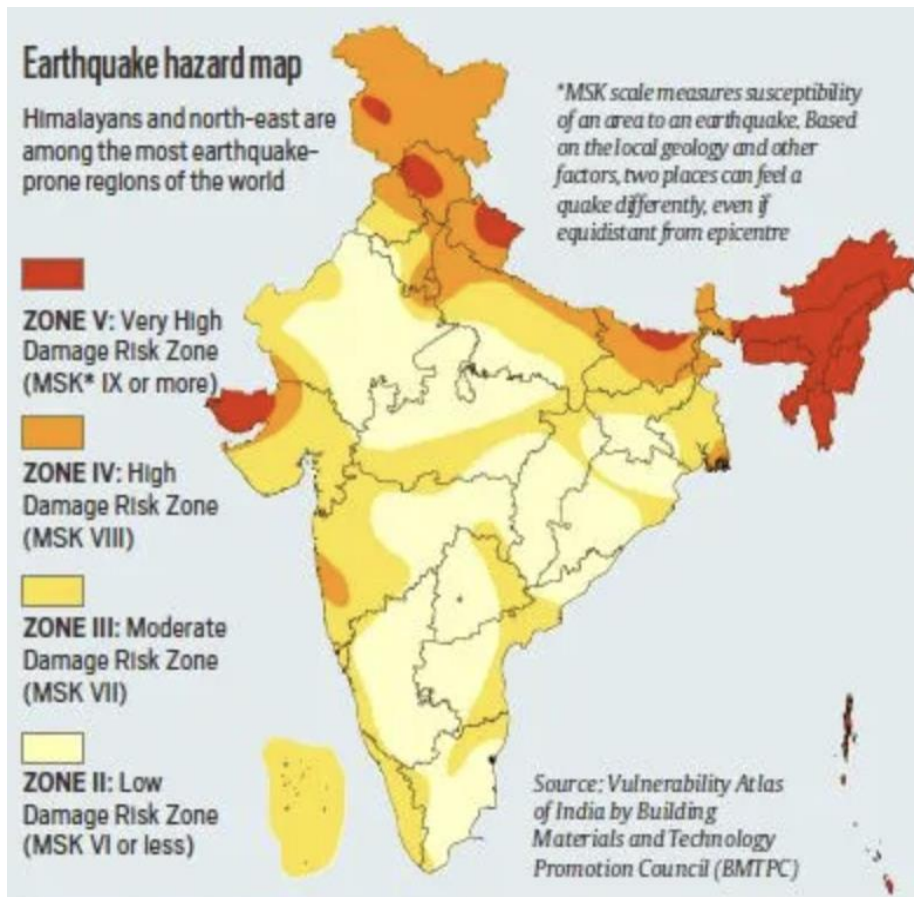 Earthquake hazard map
Himalayans and north-east are
among the most earthquake-
prone regions of the world
*MSK scale measures susceptibility
of an area to an earthquake. Based
on the local geology and other
factors, two places can feel a
quake differently, even if
equidistant from epicentre
ZONE V: Very High
Damage Risk Zone
(MSK* IX or more)
ZONE IV: High
Damage Risk Zone
(MSK VIII)
ZONE III: Moderate
Damage Risk Zone
(MSK VII)
ZONE II: Low
Damage Risk Zone
(MSK VI or less)
Source: Vulnerability Atlas
of India by Building
Materials and Technology
Promotion Council (BMTPC)